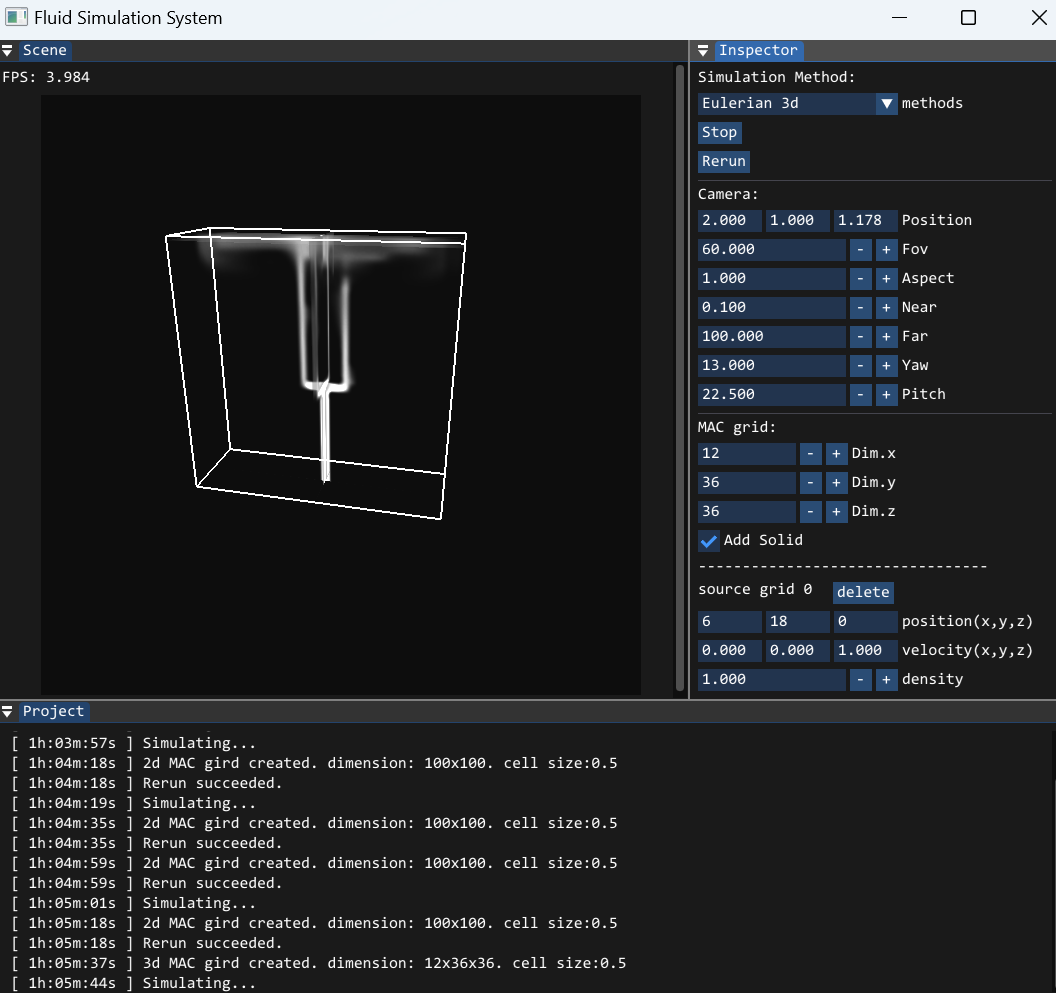 Fluid Simulation System
Scene
FPS: 3.984
Inspector
Simulation Method:
Eulerian 3d methods
Stop
Rerun
Camera:
2.000 1.000 1.178 Position
60.000 - + Fov
1.000 - + Aspect
0.100 - + Near
100.000 - + Far
13.000 - + Yaw
22.500 - + Pitch
MAC grid:
12 - + Dim.x
36 - + Dim.y
36 - + Dim.z
Add Solid
---------------------------------
source grid 0 delete
6 18 0 position(x,y,z)
0.000 0.000 1.000 velocity(x,y,z)
1.000 - + density
Project
[ 1h:03m:57s ] Simulating...
[ 1h:04m:18s ] 2d MAC gird created. dimension: 100x100. cell size:0.5
[ 1h:04m:18s ] Rerun succeeded.
[ 1h:04m:19s ] Simulating...
[ 1h:04m:35s ] 2d MAC gird created. dimension: 100x100. cell size:0.5
[ 1h:04m:35s ] Rerun succeeded.
[ 1h:04m:59s ] 2d MAC gird created. dimension: 100x100. cell size:0.5
[ 1h:04m:59s ] Rerun succeeded.
[ 1h:05m:01s ] Simulating...
[ 1h:05m:18s ] 2d MAC gird created. dimension: 100x100. cell size:0.5
[ 1h:05m:18s ] Rerun succeeded.
[ 1h:05m:37s ] 3d MAC gird created. dimension: 12x36x36. cell size:0.5
[ 1h:05m:44s ] Simulating...